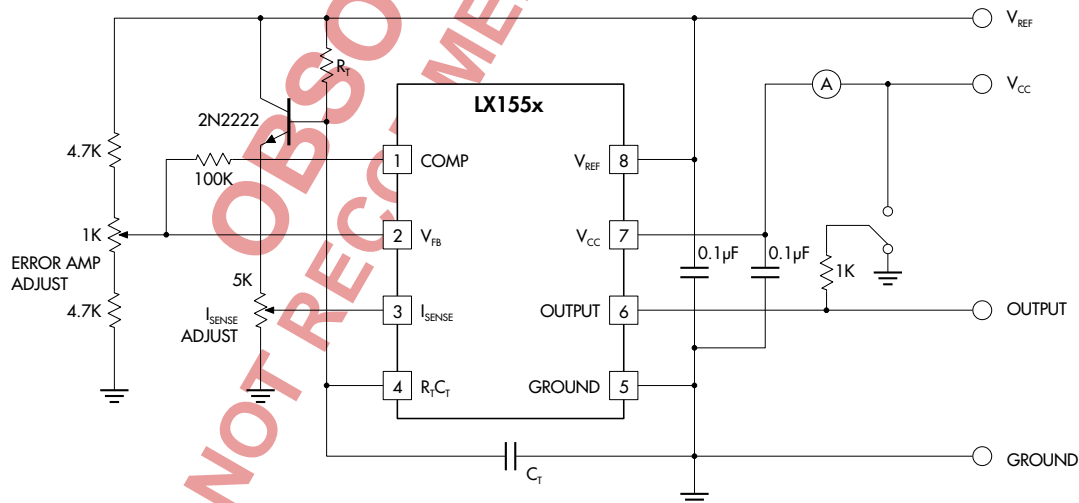 V_REF
R_T
A
V_CC
LX155x
2N2222
4.7K
1 COMP
V_REF 8
100K
1K
2 V_FB
V_CC 7
ERROR AMP
ADJUST
0.1µF
0.1µF
1K
5K
4.7K
I_SENSE
ADJUST
3 I_SENSE
OUTPUT 6
OUTPUT
4 R_TC_T
GROUND 5
C_T
GROUND
OBSO
NOT RECOMME